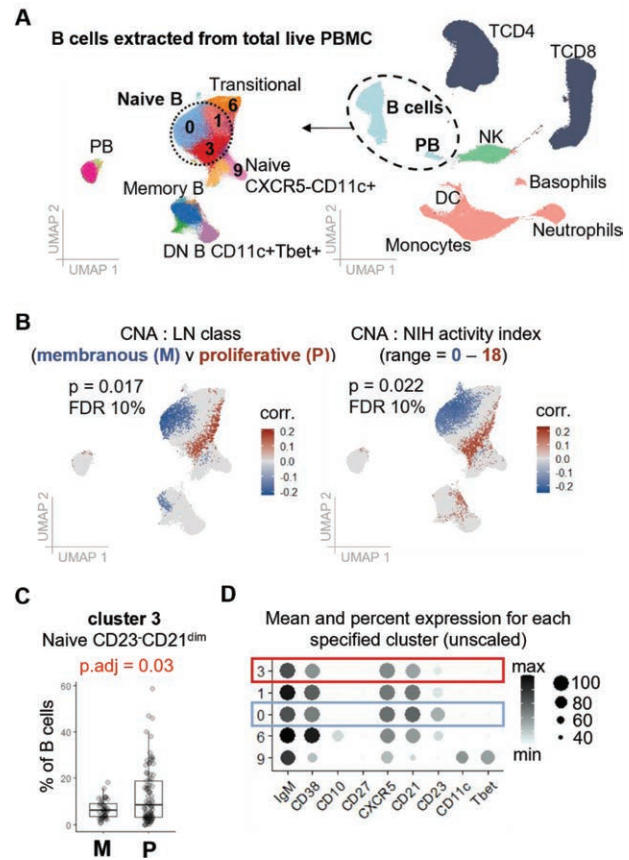 A
B cells extracted from total live PBMC
Transitional
Naive B
6
1
0
3
9
PB
Naive
CXCR5-CD11c+
Memory B
DN B CD11c+Tbet+
UMAP 2
UMAP 1
TCD4
TCD8
B cells
PB
NK
Basophils
DC
Monocytes
Neutrophils
UMAP 2
UMAP 1
B
CNA : LN class
(membranous (M) v proliferative (P))
p = 0.017
FDR 10%
corr.
0.2
0.1
0.0
-0.1
-0.2
UMAP 2
UMAP 1
CNA : NIH activity index
(range = 0 – 18)
p = 0.022
FDR 10%
corr.
0.2
0.1
0.0
-0.1
-0.2
UMAP 2
UMAP 1
C
cluster 3
Naive CD23-CD21dim
p.adj = 0.03
% of B cells
60
40
20
0
M P
D
Mean and percent expression for each
specified cluster (unscaled)
3
1
0
6
9
IgM CD38 CD10 CD27 CXCR5 CD21 CD23 CD11c Tbet
max
min
100
80
60
40